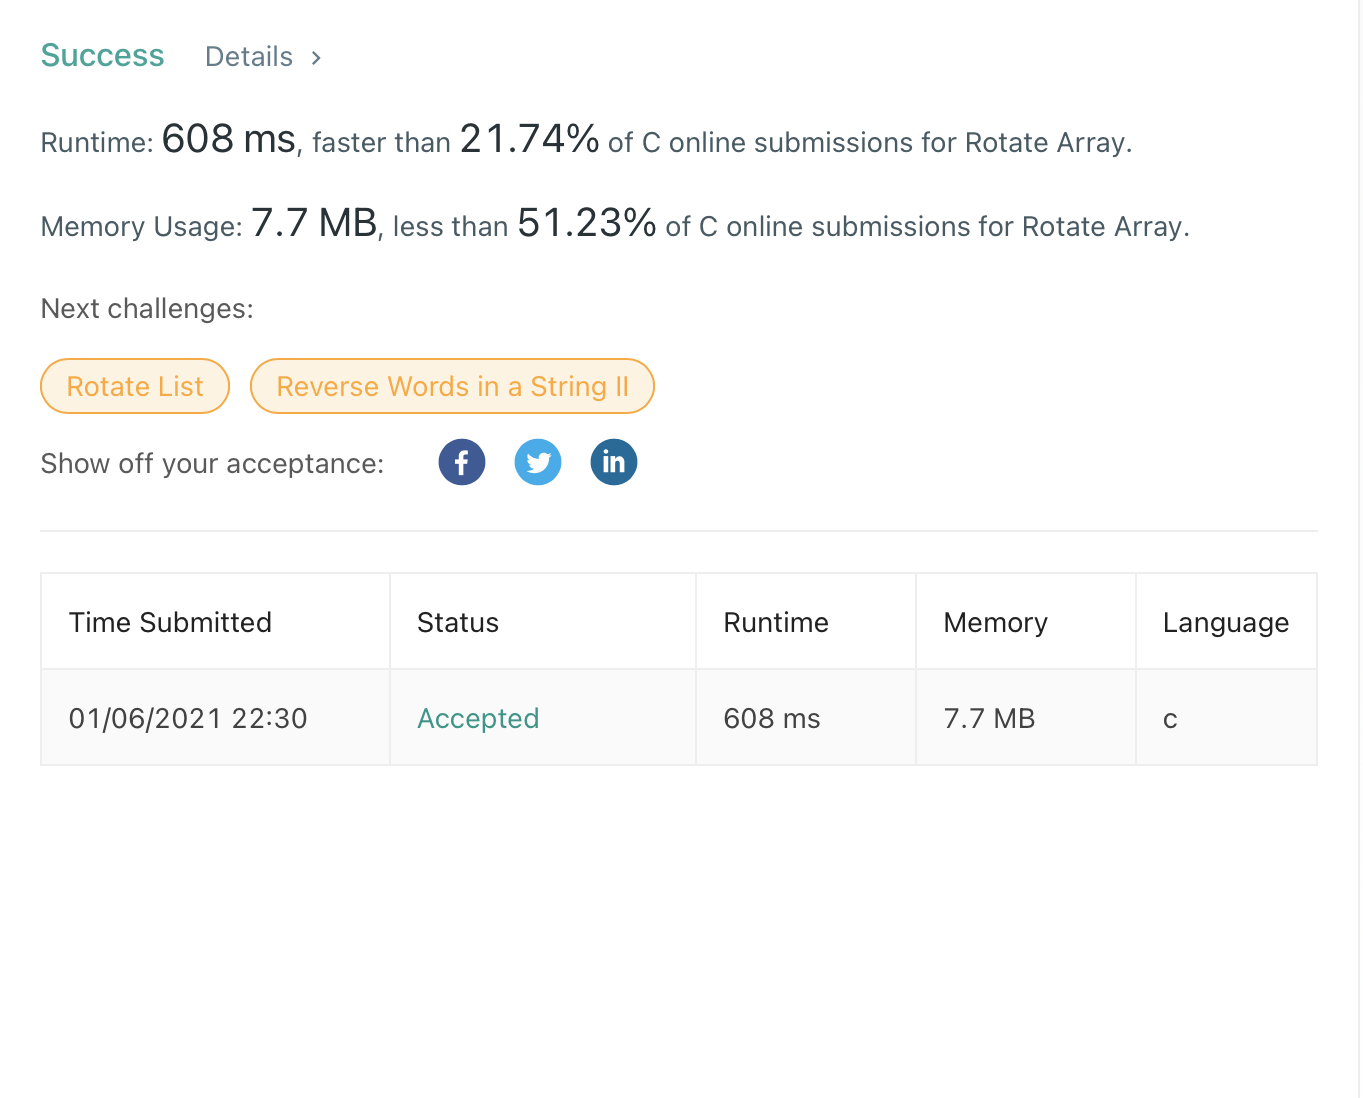 Success Details >
Runtime: 608 ms, faster than 21.74% of C online submissions for Rotate Array.
Memory Usage: 7.7 MB, less than 51.23% of C online submissions for Rotate Array.
Next challenges:
Rotate List Reverse Words in a String II
Show off your acceptance: f in
Time Submitted Status Runtime Memory Language
01/06/2021 22:30 Accepted 608 ms 7.7 MB c